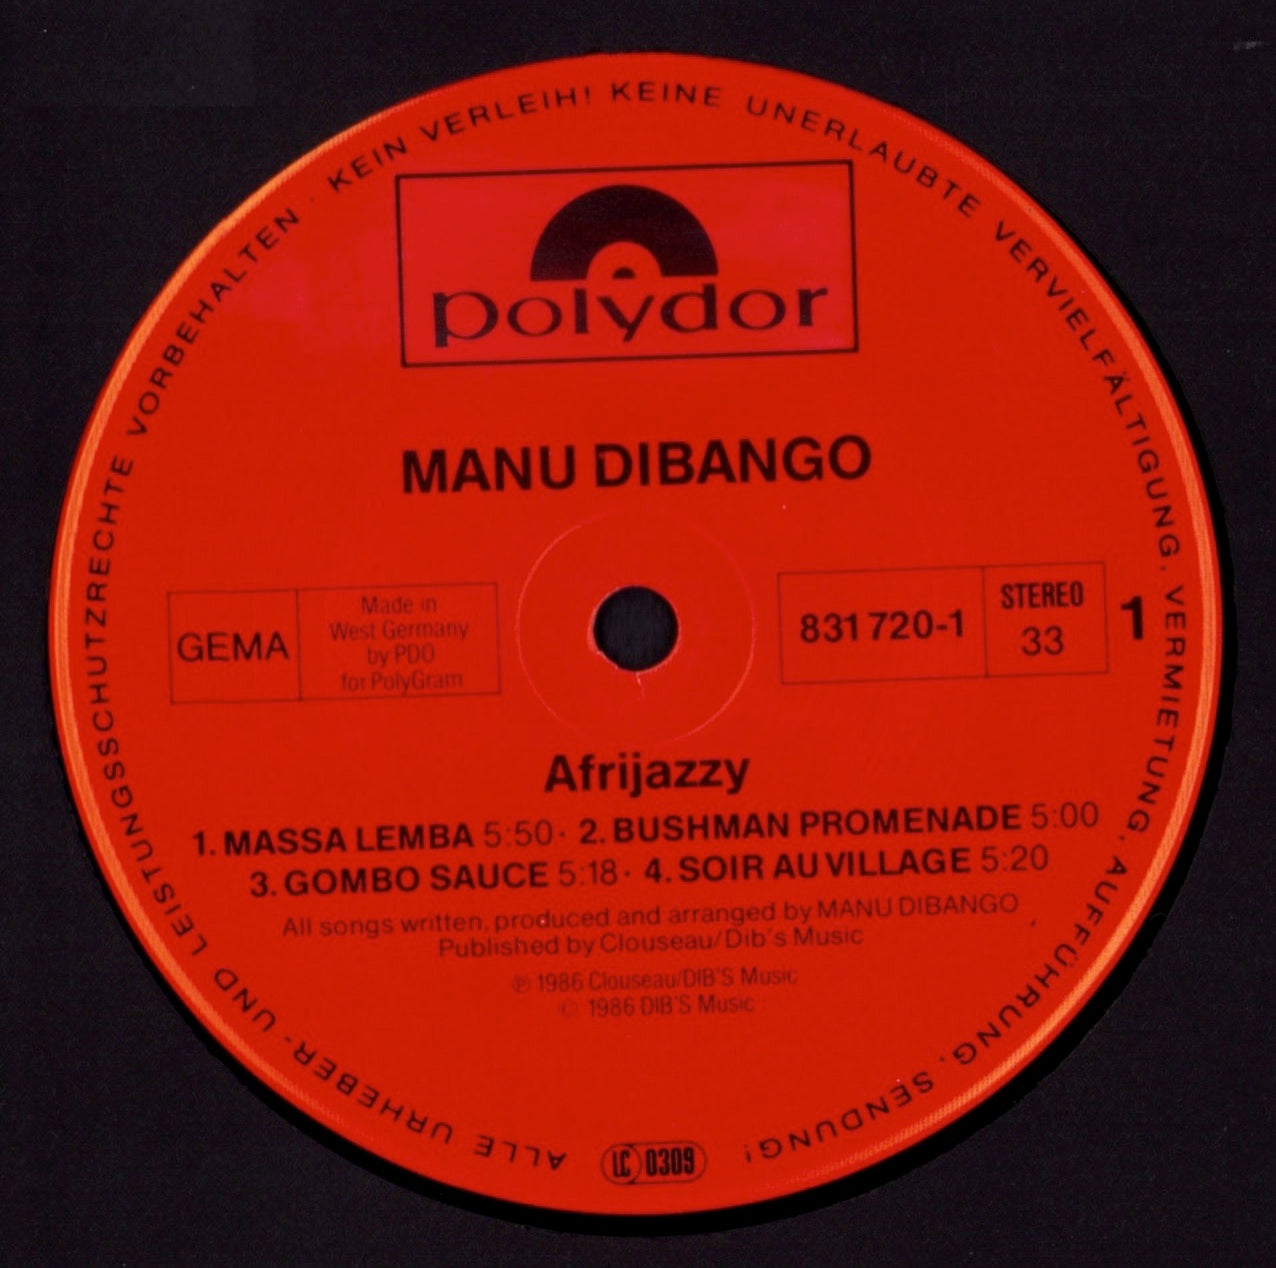 ALLE URHEBER- UND LEISTUNGSSCHUTZRECHTE VORBEHALTEN · KEIN VERLEIH! KEINE UNERLAUBTE VERVIELFÄLTIGUNG, VERMIETUNG, AUFFÜHRUNG, SENDUNG!
polydor
MANU DIBANGO
GEMA
Made in
West Germany
by PDO
for PolyGram
831 720-1
STEREO
33
1
Afrijazzy
1. MASSA LEMBA 5:50 · 2. BUSHMAN PROMENADE 5:00
3. GOMBO SAUCE 5:18 · 4. SOIR AU VILLAGE 5:20
All songs written, produced and arranged by MANU DIBANGO
Published by Clouseau/Dib's Music
℗ 1986 Clouseau/DIB'S Music
© 1986 DIB'S Music
LC 0309